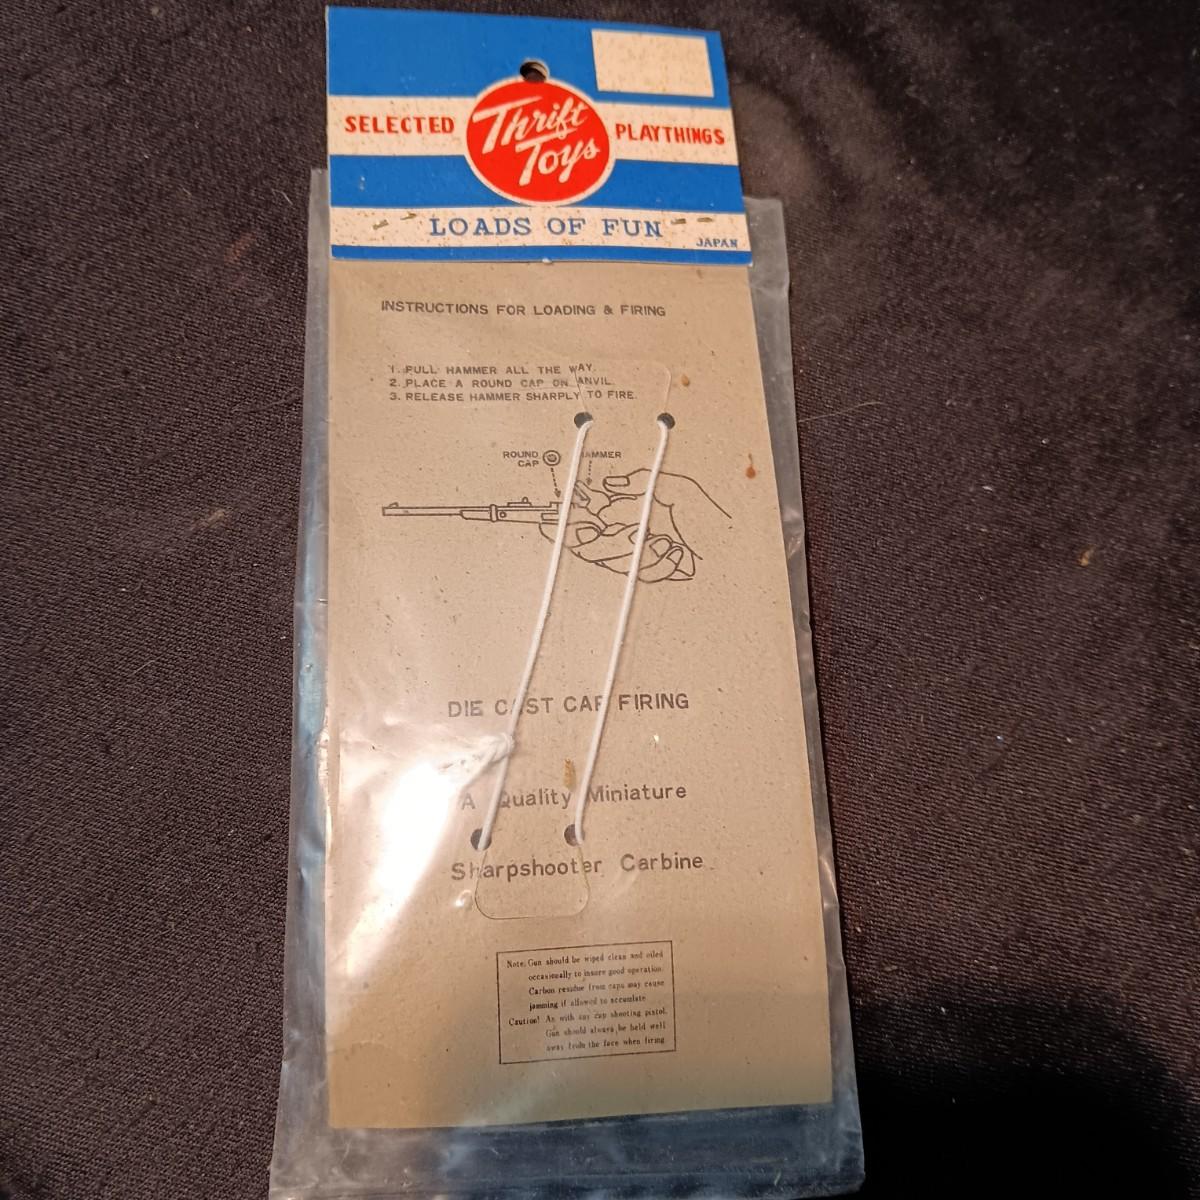 SELECTED
Thrift
Toys
PLAYTHINGS
LOADS OF FUN
JAPAN
INSTRUCTIONS FOR LOADING & FIRING
1. PULL HAMMER ALL THE WAY.
2. PLACE A ROUND CAP ON ANVIL.
3. RELEASE HAMMER SHARPLY TO FIRE.
ROUND
CAP
HAMMER
DIE CAST CAP FIRING
A Quality Miniature
Sharpshooter Carbine
Note: Gun should be wiped clean and oiled
occasionally to insure good operation.
Carbon residue from caps may cause
jamming if allowed to accumlate
Caution! As with any cap shooting pistol.
Gun should always be held well
away from the face when firing